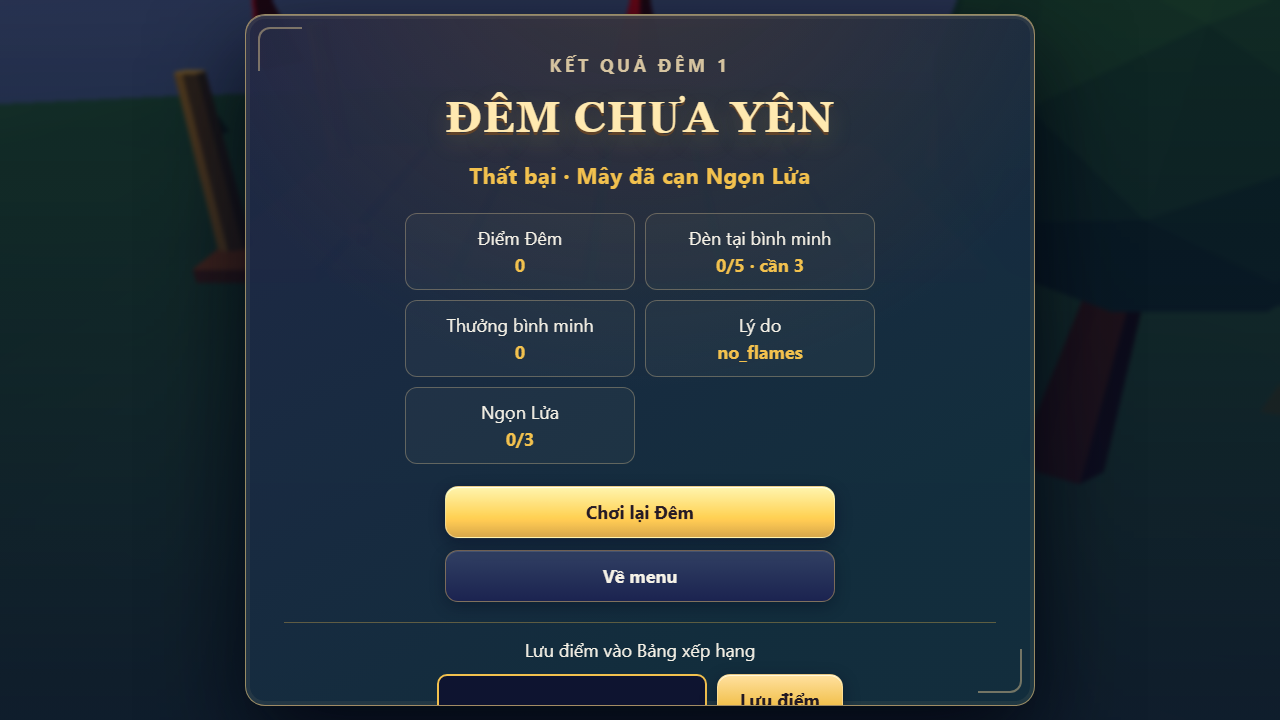 KẾT QUẢ ĐÊM 1
ĐÊM CHƯA YÊN
Thất bại · Mây đã cạn Ngọn Lửa
Điểm Đêm
0
Đèn tại bình minh
0/5 · cần 3
Thưởng bình minh
0
Lý do
no_flames
Ngọn Lửa
0/3
Chơi lại Đêm
Về menu
Lưu điểm vào Bảng xếp hạng
Lưu điểm